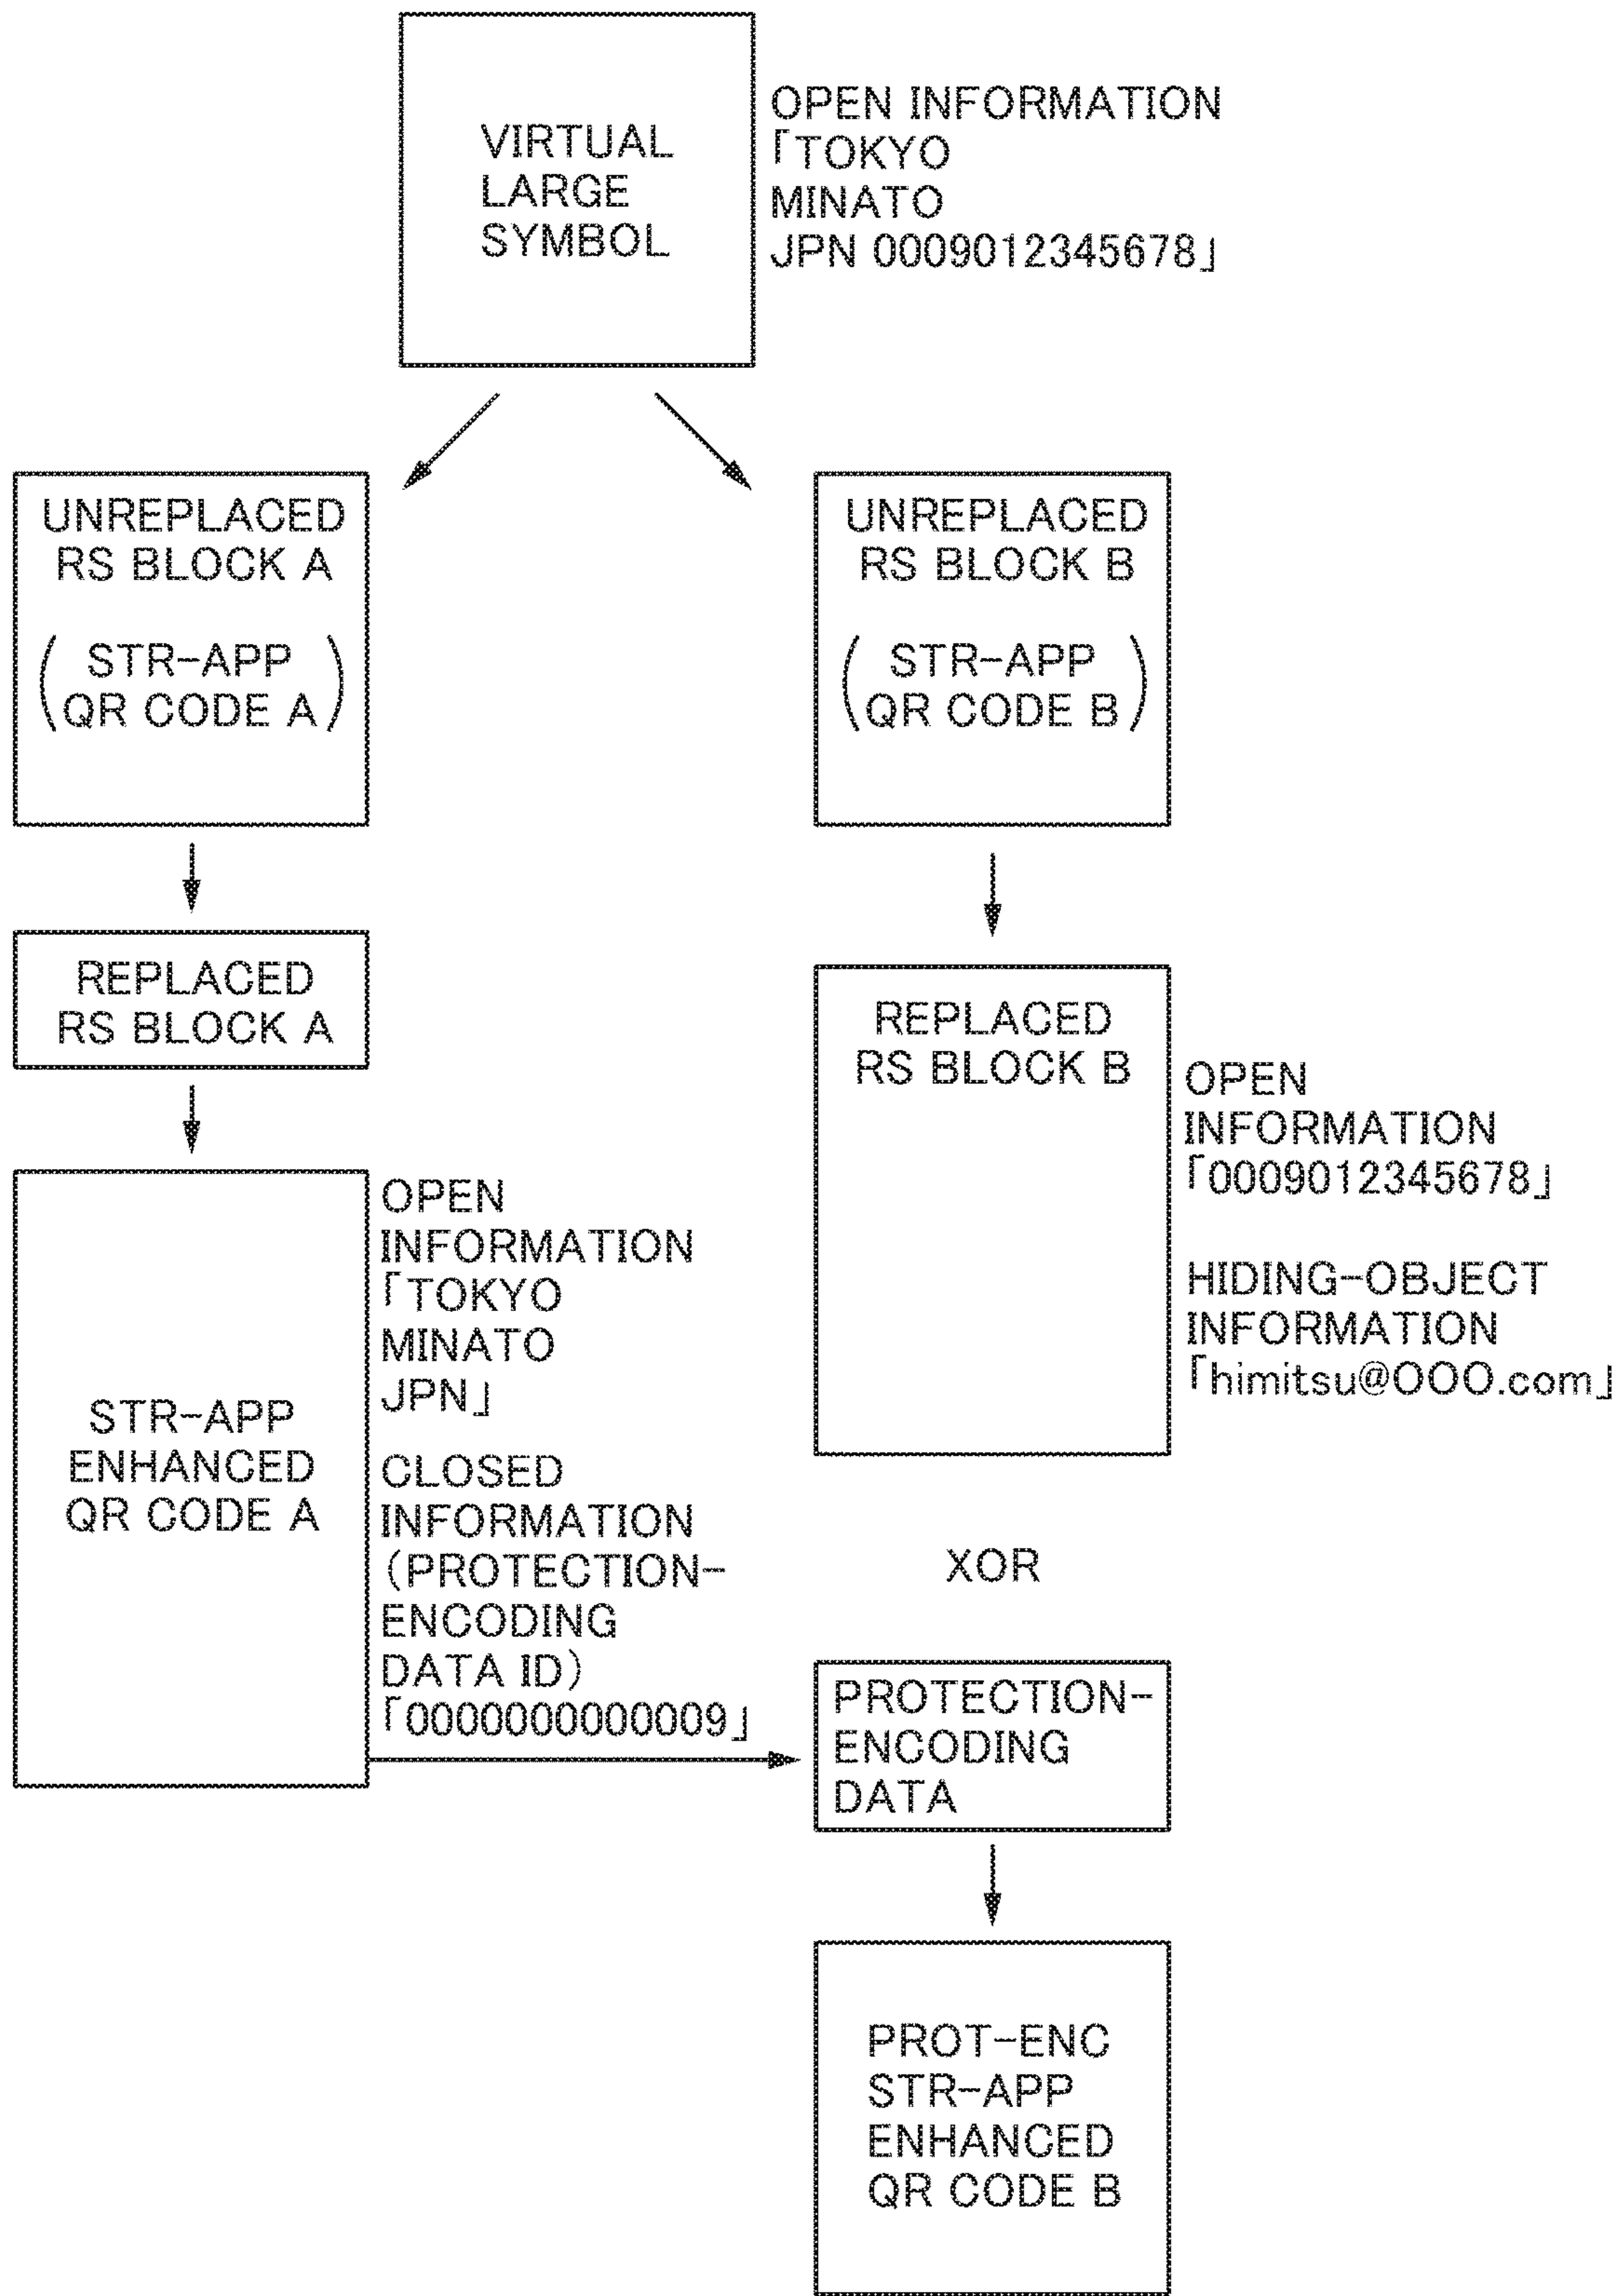 VIRTUAL
LARGE
SYMBOL
OPEN INFORMATION
「TOKYO
MINATO
JPN 0009012345678」
UNREPLACED
RS BLOCK A
(STR-APP
QR CODE A)
UNREPLACED
RS BLOCK B
(STR-APP
QR CODE B)
REPLACED
RS BLOCK A
REPLACED
RS BLOCK B
OPEN
INFORMATION
「0009012345678」
HIDING-OBJECT
INFORMATION
「himitsu@OOO.com」
STR-APP
ENHANCED
QR CODE A
OPEN
INFORMATION
「TOKYO
MINATO
JPN」
CLOSED
INFORMATION
(PROTECTION-
ENCODING
DATA ID)
「0000000000009」
XOR
PROTECTION-
ENCODING
DATA
PROT-ENC
STR-APP
ENHANCED
QR CODE B